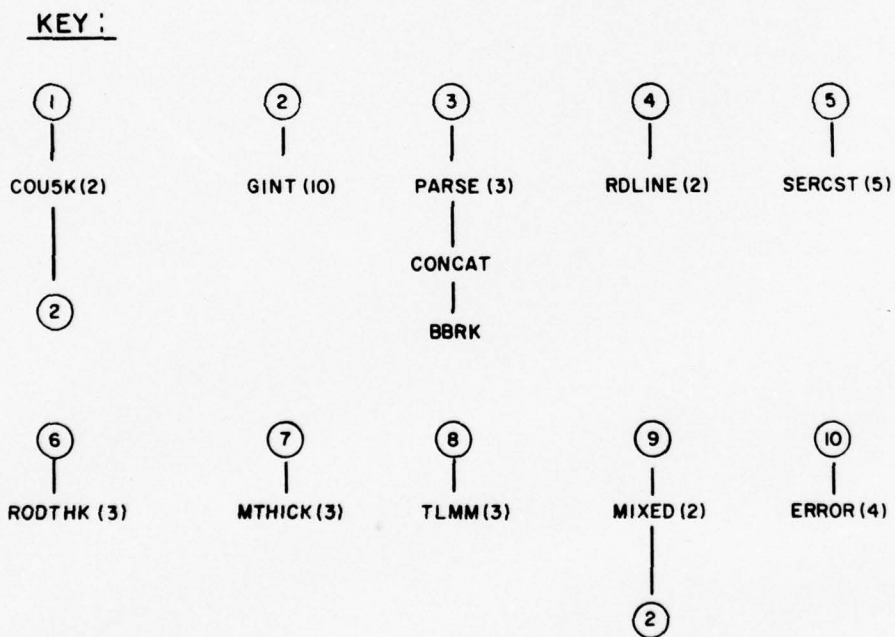 KEY:
1 2 3 4 5
COU5K(2) GINT(10) PARSE(3) RDLINE(2) SERCST(5)
CONCAT
2
BBRK
6 7 8 9 10
RODTHK(3) MTHICK(3) TLMM(3) MIXED(2) ERROR(4)
2